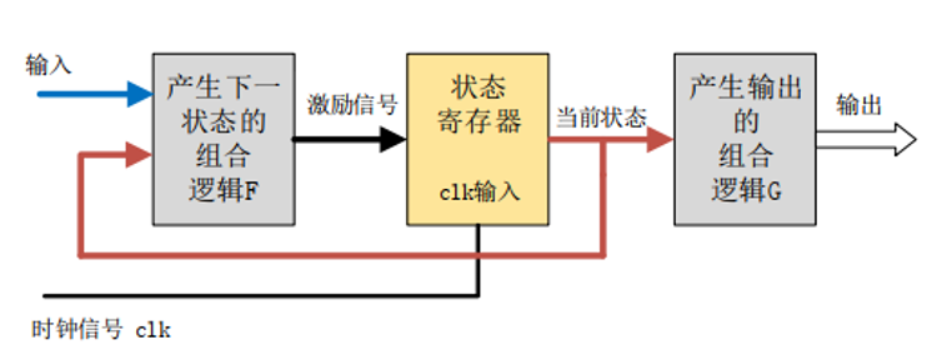 输入
产生下一
状态的
组合
逻辑F
激励信号
状态
寄存器
clk输入
当前状态
产生输出
的
组合
逻辑G
输出
时钟信号 clk